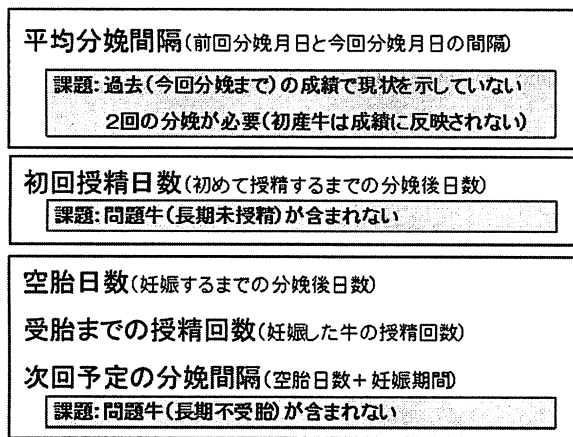 平均分娩間隔(前回分娩月日と今回分娩月日の間隔)
課題:過去(今回分娩まで)の成績で現状を示していない
2回の分娩が必要(初産牛は成績に反映されない)
初回授精日数(初めて授精するまでの分娩後日数)
課題:問題牛(長期未授精)が含まれない
空胎日数(妊娠するまでの分娩後日数)
受胎までの授精回数(妊娠した牛の授精回数)
次回予定の分娩間隔(空胎日数+妊娠期間)
課題:問題牛(長期不受胎)が含まれない